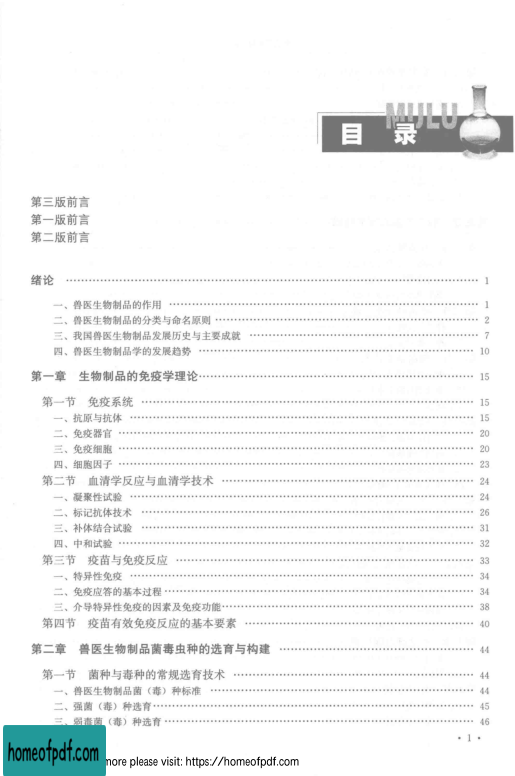 MULU
目 录
第三版前言
第一版前言
第二版前言
绪论 1
一、兽医生物制品的作用 1
二、兽医生物制品的分类与命名原则 2
三、我国兽医生物制品发展历史与主要成就 7
四、兽医生物制品学的发展趋势 10
第一章 生物制品的免疫学理论 15
第一节 免疫系统 15
一、抗原与抗体 15
二、免疫器官 20
三、免疫细胞 20
四、细胞因子 23
第二节 血清学反应与血清学技术 24
一、凝聚性试验 24
二、标记抗体技术 26
三、补体结合试验 31
四、中和试验 32
第三节 疫苗与免疫反应 33
一、特异性免疫 34
二、免疫应答的基本过程 34
三、介导特异性免疫的因素及免疫功能 38
第四节 疫苗有效免疫反应的基本要素 40
第二章 兽医生物制品菌毒虫种的选育与构建 44
第一节 菌种与毒种的常规选育技术 44
一、兽医生物制品菌（毒）种标准 44
二、强菌（毒）种选育 45
三、弱毒菌（毒）种选育 46
· 1 ·
homeofpdf.com
more please visit: https://homeofpdf.com